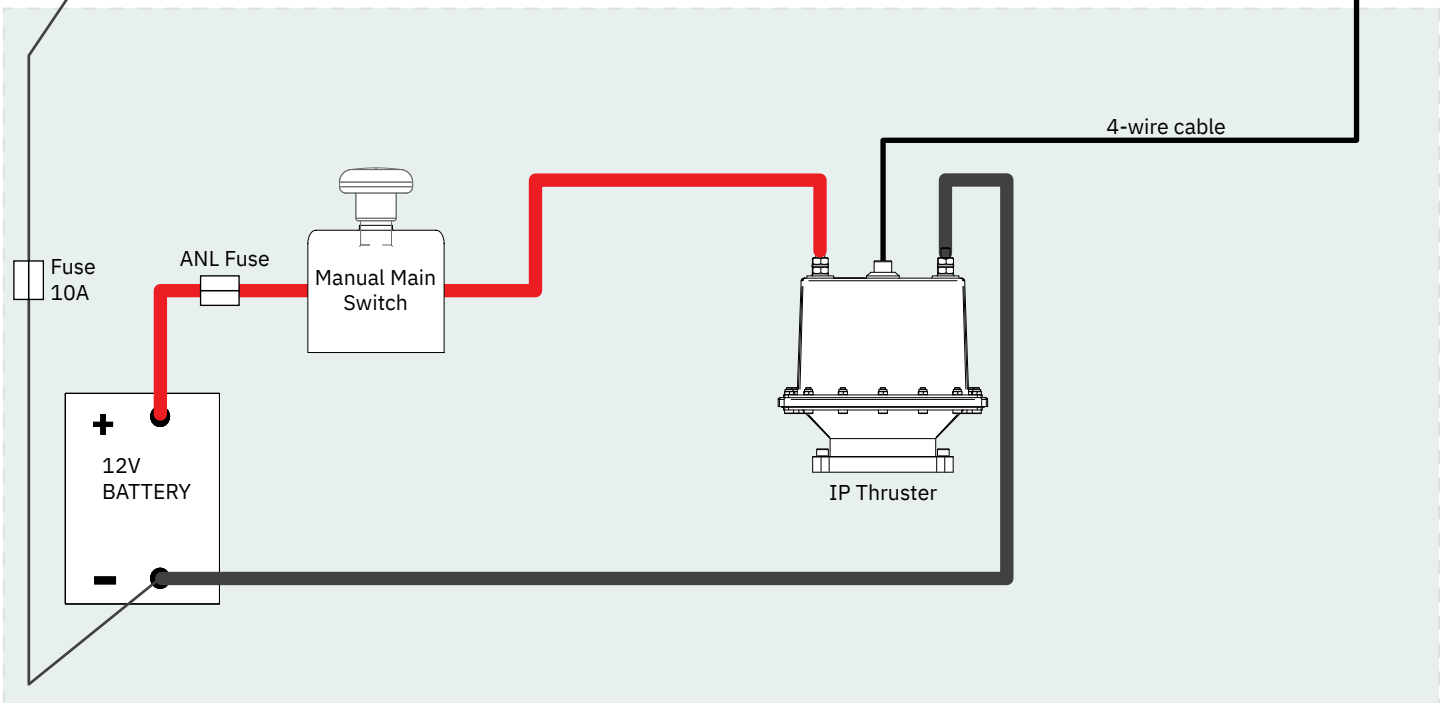 4-wire cable
ANL Fuse
Fuse
10A
Manual Main
Switch
+
12V
BATTERY
-
IP Thruster